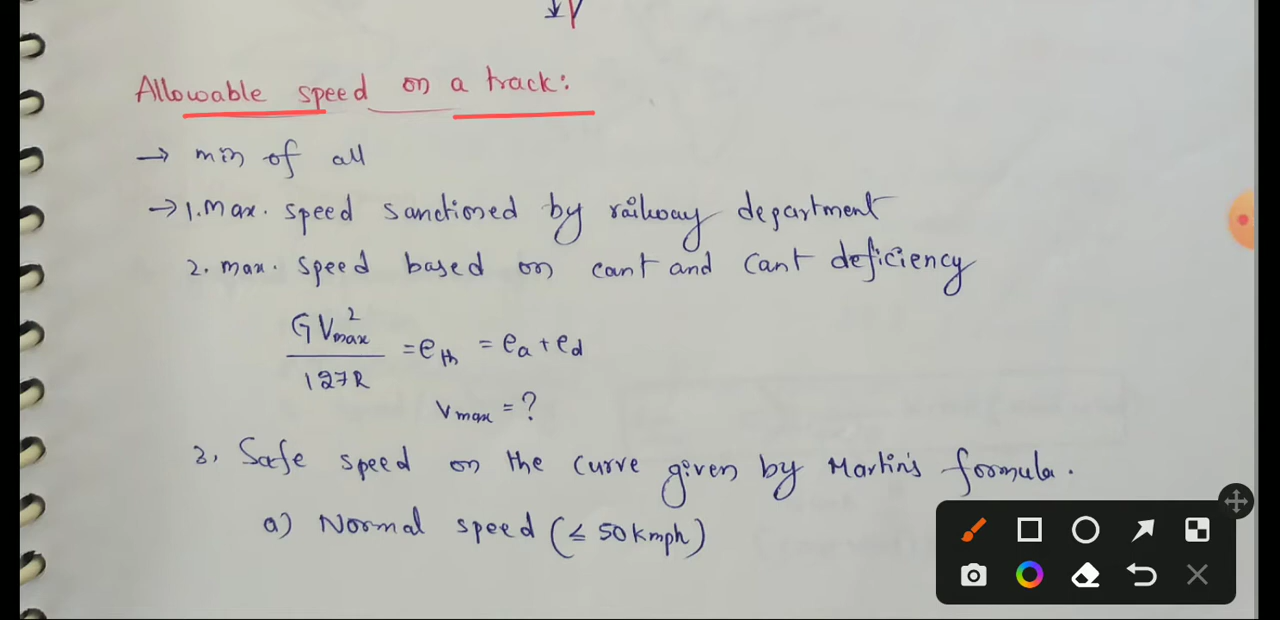 Allowable speed on a track:
→ min of all
→ 1. Max. speed sanctioned by railway department
2. max. speed based on cant and cant deficiency
GVmax² / 127R = eth = ea + ed
Vmax = ?
3, Safe speed on the curve given by Martin's formula.
a) Normal speed (≤ 50 kmph)